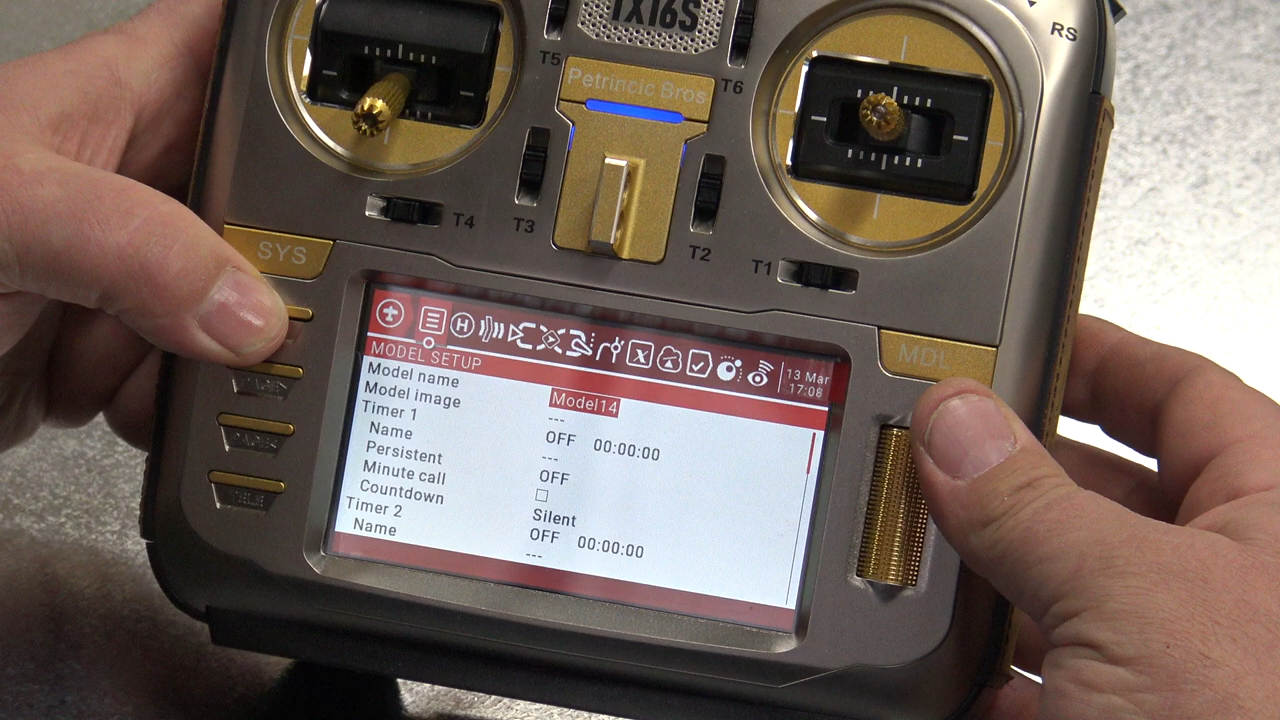 TX16S
RS
T5
T6
Petrincic Bros
T4
T3
T2
T1
SYS
MDL
H
X
13 Mar
17:08
MODEL SETUP
Model name Model14
Model image ---
Timer 1 OFF 00:00:00
Name ---
Persistent OFF
Minute call
Countdown Silent
Timer 2 OFF 00:00:00
Name ---
PAGE>
TELE